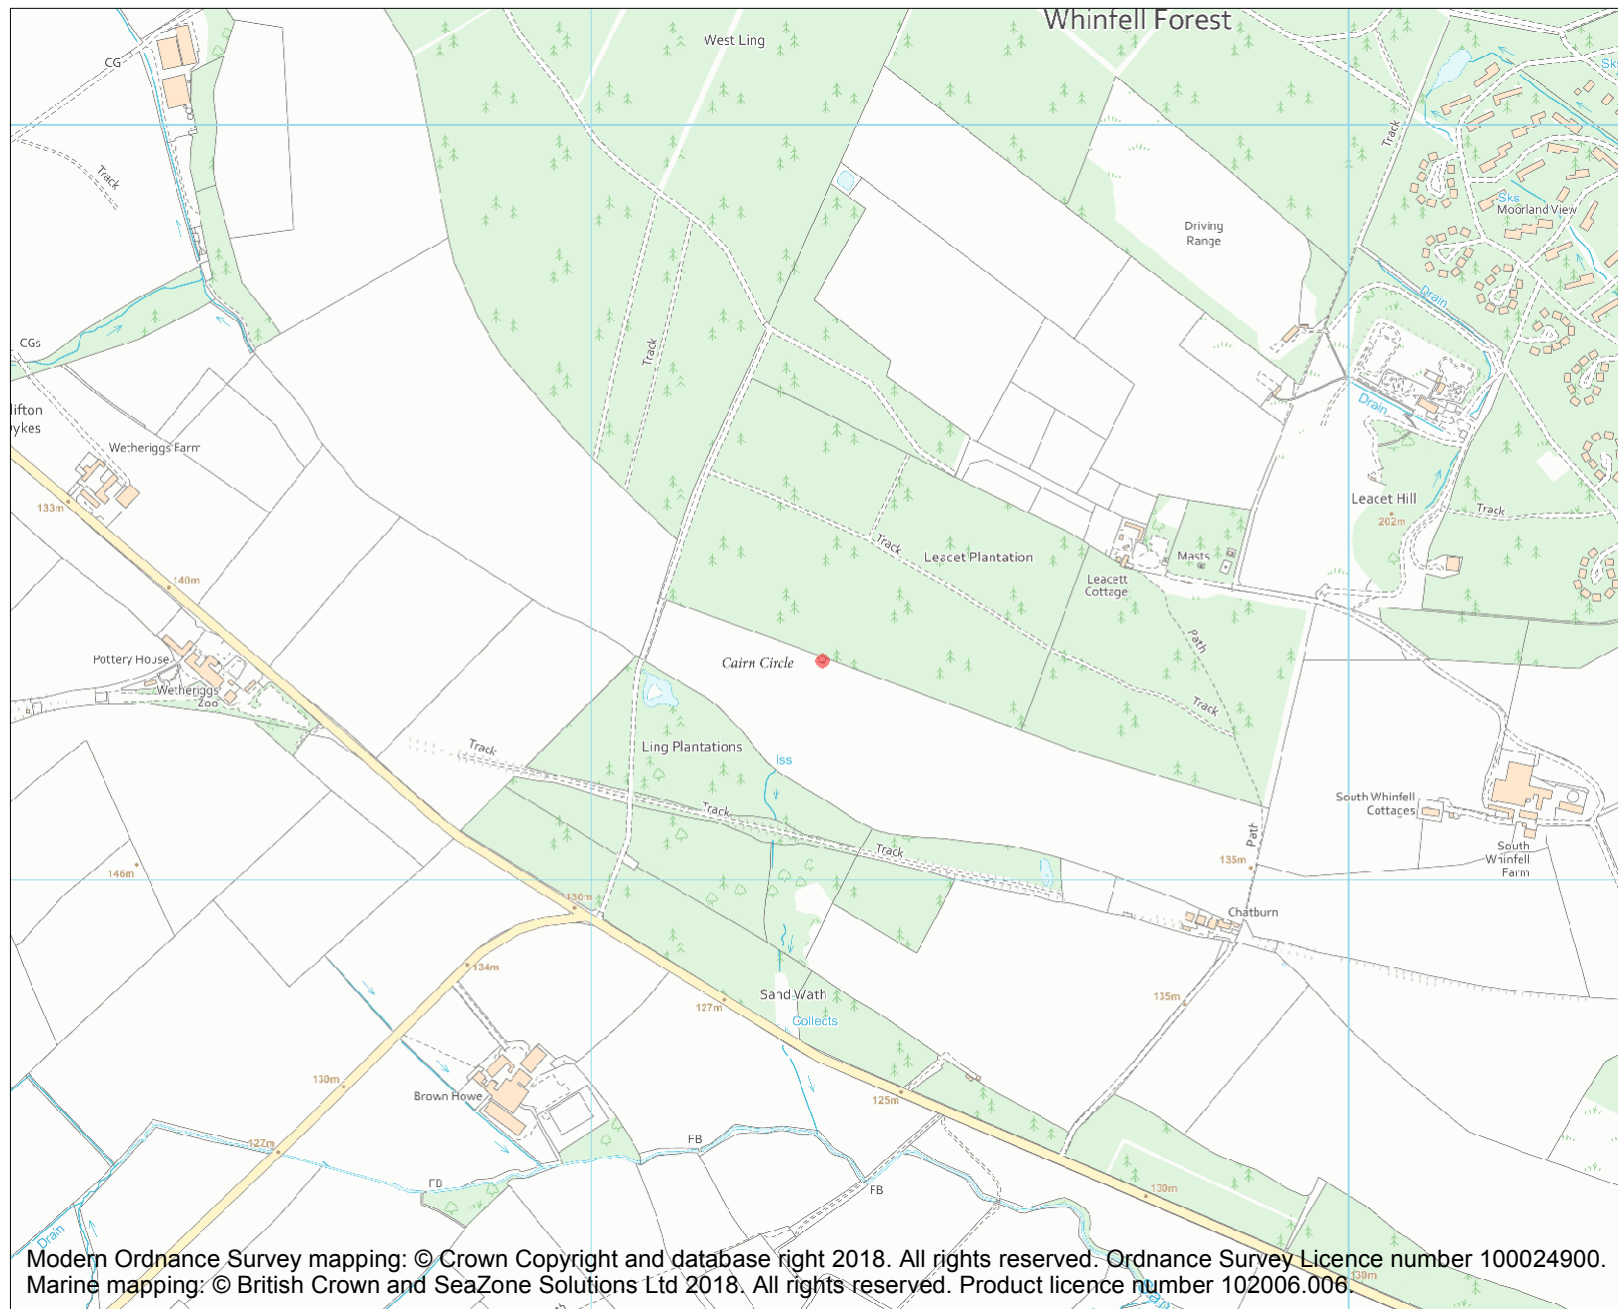 Whinfell Forest
West Ling
CG
Sks
Track
Track
Sks
Moorland View
Driving
Range
Drain
CGs
Track
Drain
lifton
ykes
Wetheriggs Farm
133m
Leacet Hill
202m
Track
Track
Leacet Plantation
Masts
140m
Leacett
Cottage
Path
Pottery House
Cairn Circle
Wetheriggs
Zoo
Track
Track
Ling Plantations
Iss
Track
South Whinfell
Cottages
Path
Track
South
Whinfell
Farm
135m
146m
130m
Chatburn
134m
Sand Wath
135m
127m
Collects
130m
Brown Howe
125m
127m
FB
FB
FB
130m
Drain
Modern Ordnance Survey mapping: © Crown Copyright and database right 2018. All rights reserved. Ordnance Survey Licence number 100024900.
Marine mapping: © British Crown and SeaZone Solutions Ltd 2018. All rights reserved. Product licence number 102006.006.
130m